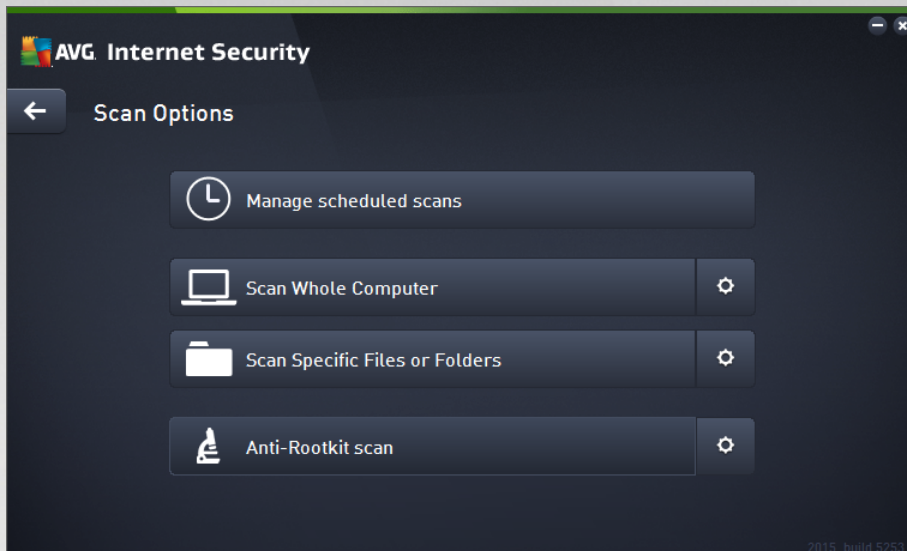 AVG. Internet Security
Scan Options
Manage scheduled scans
Scan Whole Computer
Scan Specific Files or Folders
Anti-Rootkit scan
2015 build 5253